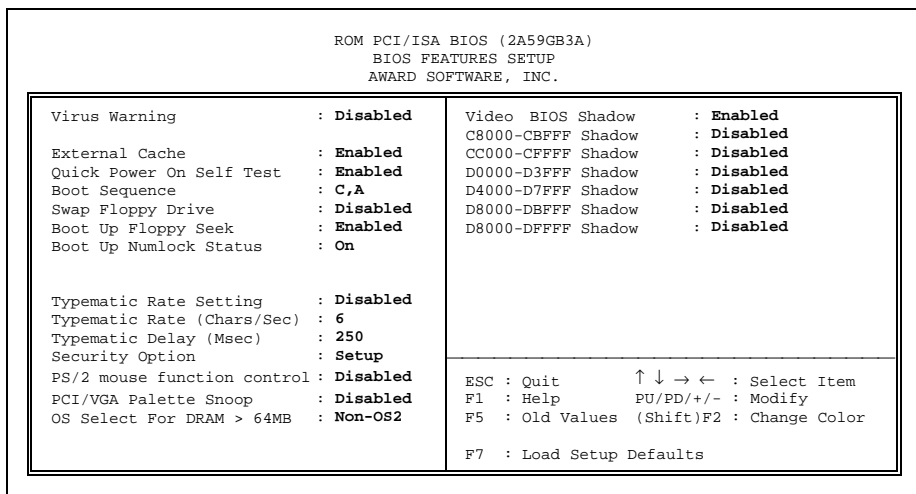 ROM PCI/ISA BIOS (2A59GB3A)
BIOS FEATURES SETUP
AWARD SOFTWARE, INC.
Virus Warning : Disabled
External Cache : Enabled
Quick Power On Self Test : Enabled
Boot Sequence : C,A
Swap Floppy Drive : Disabled
Boot Up Floppy Seek : Enabled
Boot Up Numlock Status : On
Typematic Rate Setting : Disabled
Typematic Rate (Chars/Sec) : 6
Typematic Delay (Msec) : 250
Security Option : Setup
PS/2 mouse function control : Disabled
PCI/VGA Palette Snoop : Disabled
OS Select For DRAM > 64MB : Non-OS2
Video BIOS Shadow : Enabled
C8000-CBFFF Shadow : Disabled
CC000-CFFFF Shadow : Disabled
D0000-D3FFF Shadow : Disabled
D4000-D7FFF Shadow : Disabled
D8000-DBFFF Shadow : Disabled
D8000-DFFFF Shadow : Disabled
ESC : Quit ↑ ↓ → ← : Select Item
F1 : Help PU/PD/+/- : Modify
F5 : Old Values (Shift)F2 : Change Color
F7 : Load Setup Defaults